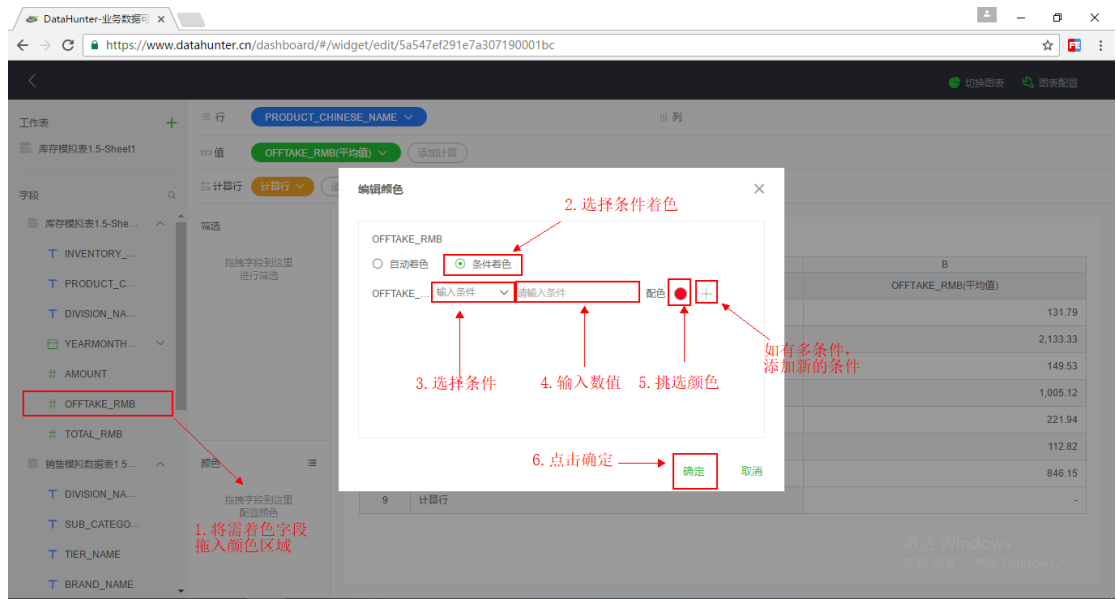 DataHunter-业务数据可
https://www.datahunter.cn/dashboard/#/widget/edit/5a547ef291e7a307190001bc
切换图表 图表配置
工作表 +
库存模拟表1.5-Sheet1
字段
库存模拟表1.5-She...
INVENTORY_...
PRODUCT_C...
DIVISION_NA...
YEARMONTH...
# AMOUNT
# OFFTAKE_RMB
# TOTAL_RMB
销售模拟数据表1.5...
DIVISION_NA...
SUB_CATEGO...
TIER_NAME
BRAND_NAME
行 PRODUCT_CHINESE_NAME
列
123 值 OFFTAKE_RMB(平均值) 添加计算
计算行 计算行
筛选
拖拽字段到这里
进行筛选
颜色
拖拽字段到这里
配置颜色
1.将需着色字段
拖入颜色区域
编辑颜色
2.选择条件着色
OFFTAKE_RMB
自动着色 条件着色
OFFTAKE_... 输入条件 请输入条件 配色 +
3.选择条件 4.输入数值 5.挑选颜色
如有多条件，
添加新的条件
6.点击确定
确定 取消
B
OFFTAKE_RMB(平均值)
131.79
2,133.33
149.53
1,005.12
221.94
112.82
846.15
9 计算行 -
激活 Windows
转到"设置"以激活 Windows。